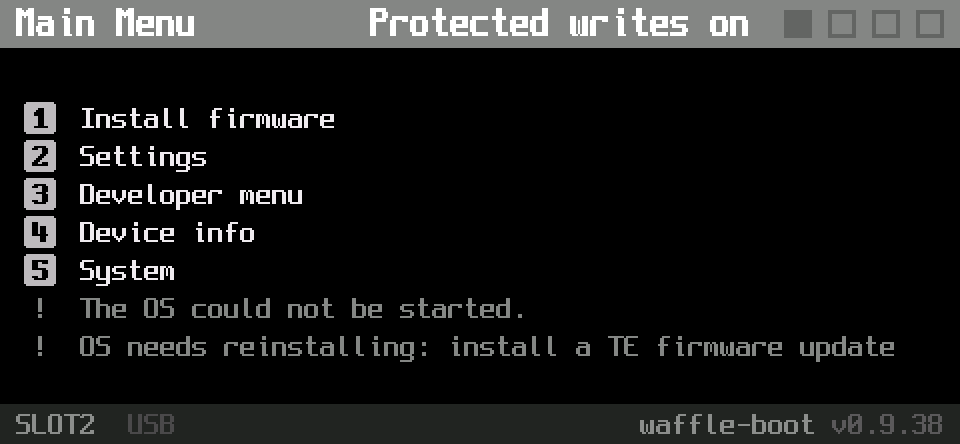 Main Menu Protected writes on
1 Install firmware
2 Settings
3 Developer menu
4 Device info
5 System
! The OS could not be started.
! OS needs reinstalling: install a TE firmware update
SLOT2 USB waffle-boot v0.9.38